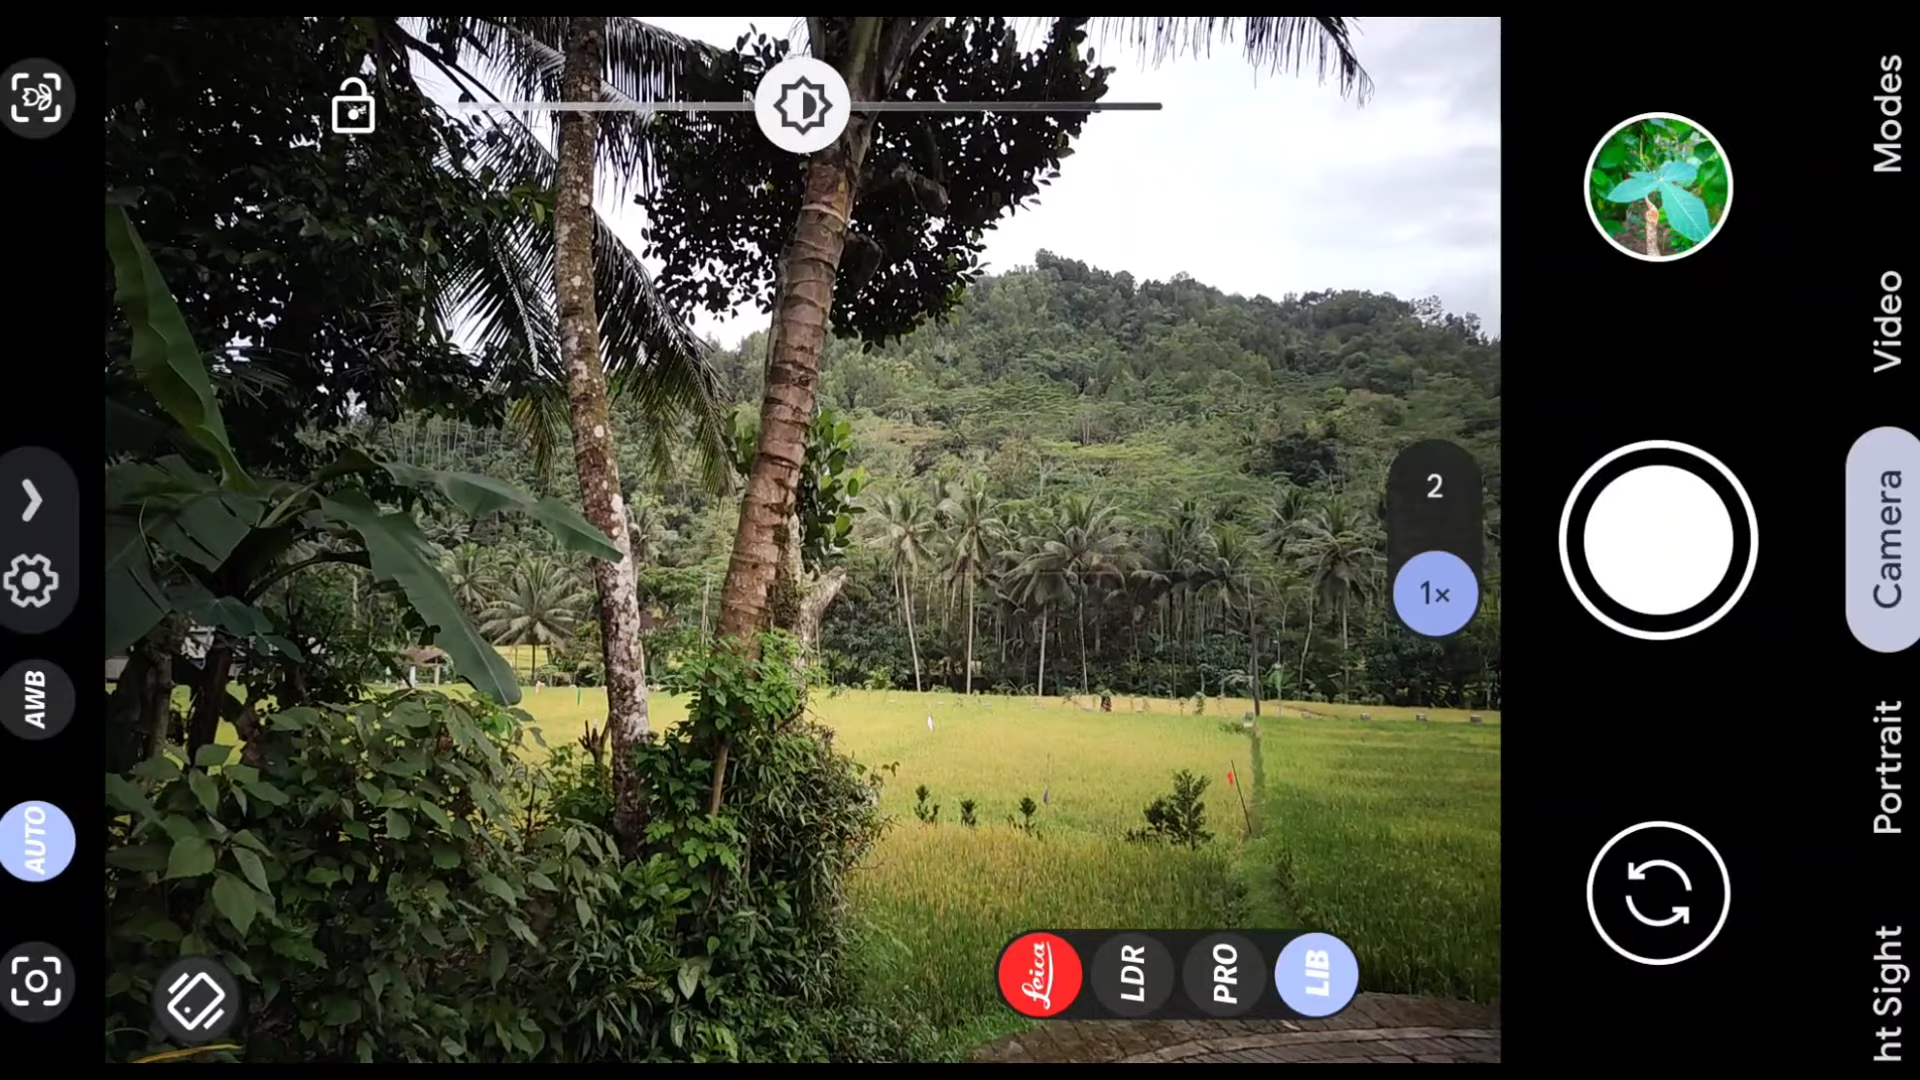 Modes
Video
Camera
Portrait
ht Sight
2
1×
AWB
AUTO
Leica
LDR
PRO
LIB